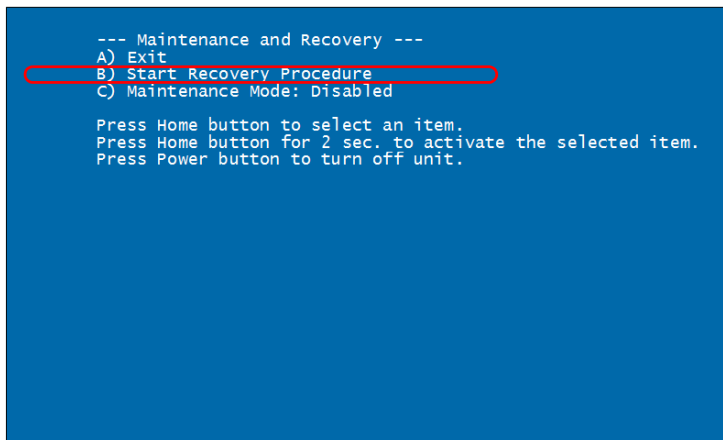 --- Maintenance and Recovery ---
A) Exit
B) Start Recovery Procedure
C) Maintenance Mode: Disabled
Press Home button to select an item.
Press Home button for 2 sec. to activate the selected item.
Press Power button to turn off unit.